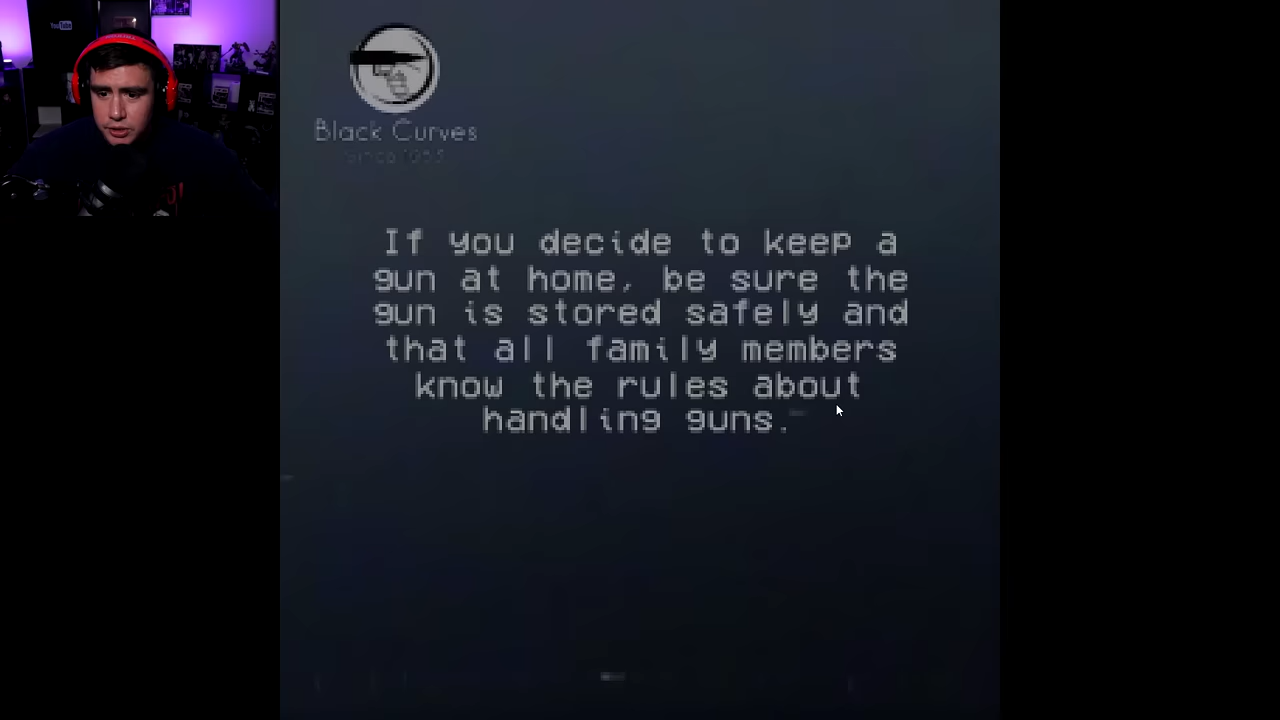 YouTube
Black Curves
If you decide to keep a
gun at home, be sure the
gun is stored safely and
that all family members
know the rules about
handling guns.